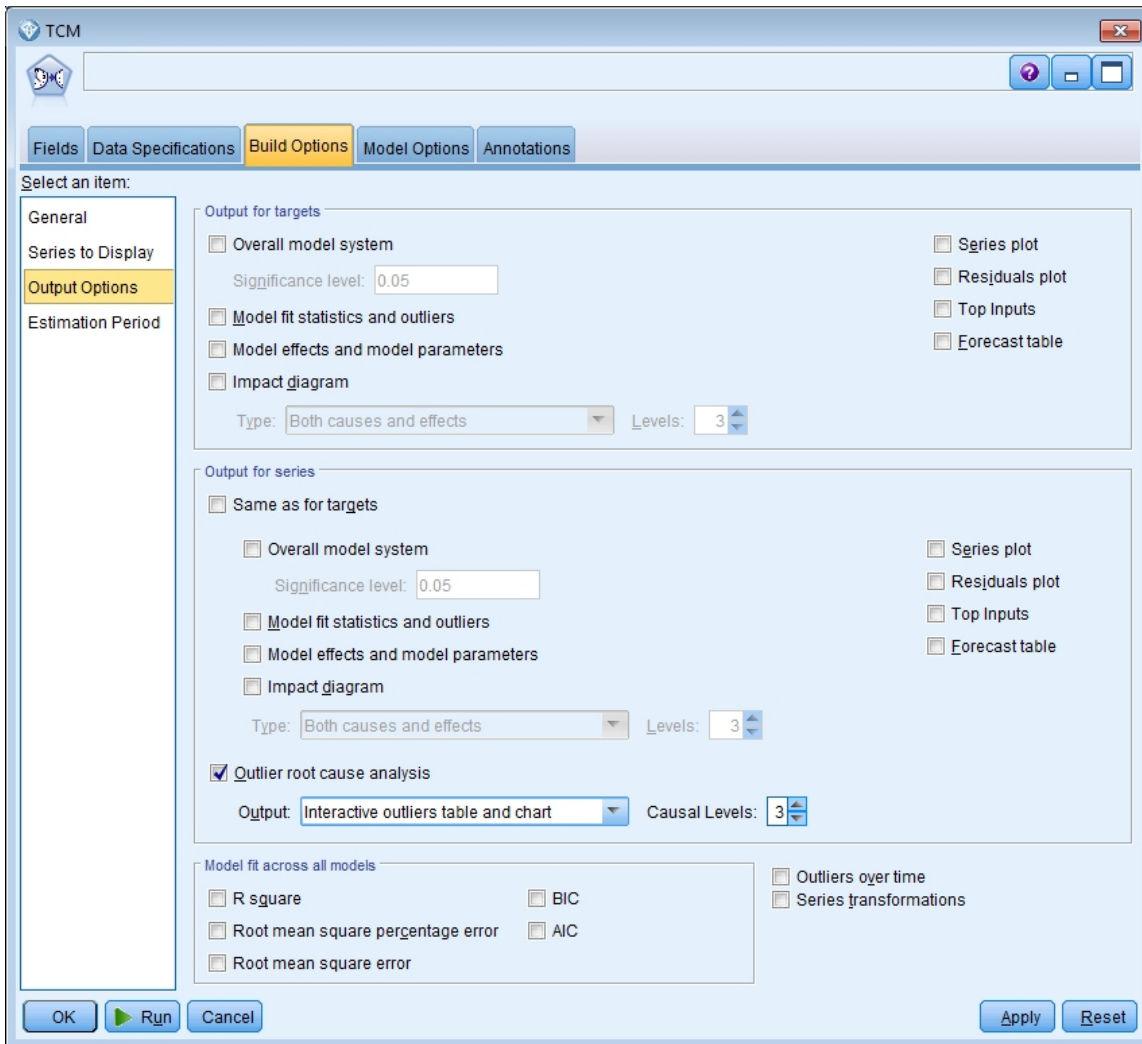 TCM
Fields Data Specifications Build Options Model Options Annotations
Select an item:
General
Series to Display
Output Options
Estimation Period
Output for targets
Overall model system
Significance level: 0.05
Model fit statistics and outliers
Model effects and model parameters
Impact diagram
Type: Both causes and effects Levels: 3
Series plot
Residuals plot
Top Inputs
Forecast table
Output for series
Same as for targets
Overall model system
Significance level: 0.05
Model fit statistics and outliers
Model effects and model parameters
Impact diagram
Type: Both causes and effects Levels: 3
Series plot
Residuals plot
Top Inputs
Forecast table
Outlier root cause analysis
Output: Interactive outliers table and chart Causal Levels: 3
Model fit across all models
R square BIC
Root mean square percentage error AIC
Root mean square error
Outliers over time
Series transformations
OK Run Cancel Apply Reset